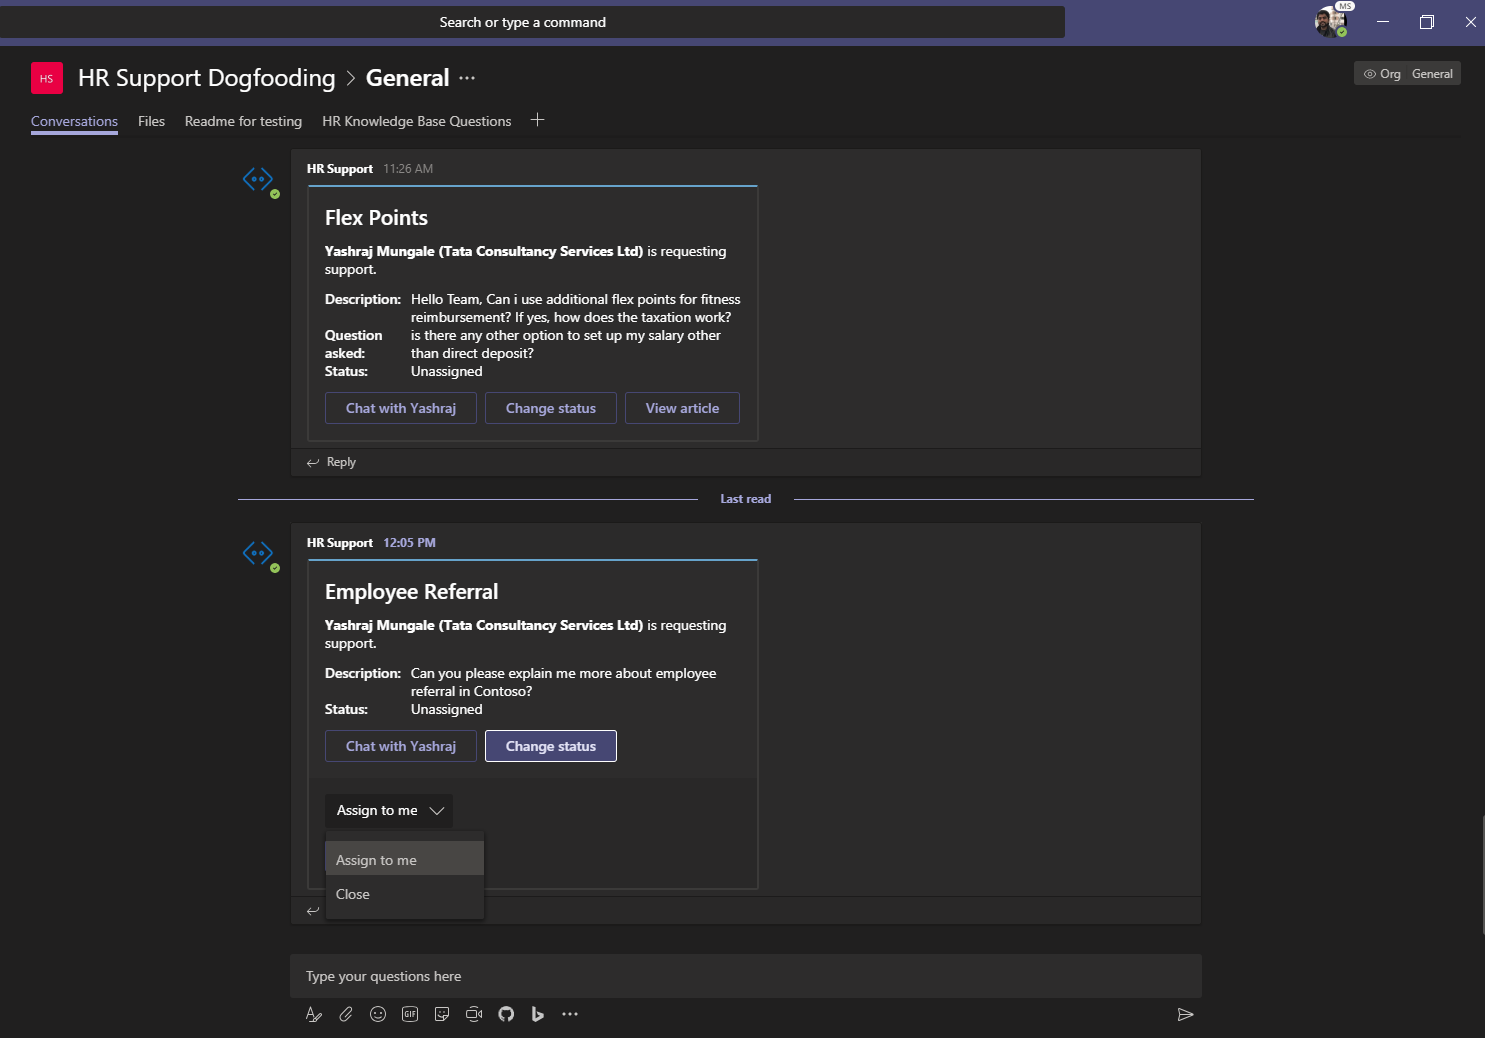 Search or type a command
MS
HS
HR Support Dogfooding > General ...
Org General
Conversations Files Readme for testing HR Knowledge Base Questions +
HR Support 11:26 AM
Flex Points
Yashraj Mungale (Tata Consultancy Services Ltd) is requesting
support.
Description: Hello Team, Can i use additional flex points for fitness
reimbursement? If yes, how does the taxation work?
Question is there any other option to set up my salary other
asked: than direct deposit?
Status: Unassigned
Chat with Yashraj Change status View article
Reply
Last read
HR Support 12:05 PM
Employee Referral
Yashraj Mungale (Tata Consultancy Services Ltd) is requesting
support.
Description: Can you please explain me more about employee
referral in Contoso?
Status: Unassigned
Chat with Yashraj Change status
Assign to me
Assign to me
Close
Type your questions here
GIF